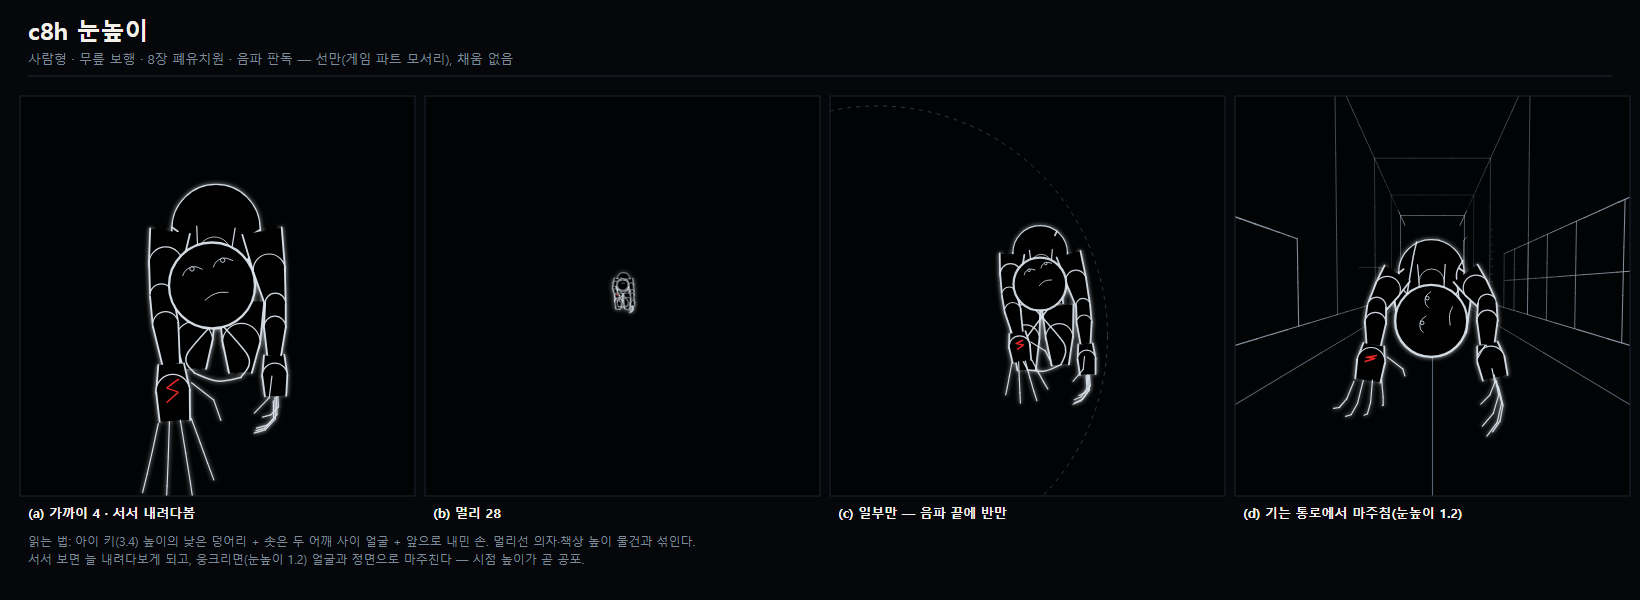 c8h 눈높이
사람형 · 무릎 보행 · 8장 폐유치원 · 음파 판독 — 선만(게임 파트 모서리), 채움 없음
(a) 가까이 4 · 서서 내려다봄
(b) 멀리 28
(c) 일부만 — 음파 끝에 반만
(d) 기는 통로에서 마주침(눈높이 1.2)
읽는 법: 아이 키(3.4) 높이의 낮은 덩어리 + 솟은 두 어깨 사이 얼굴 + 앞으로 내민 손. 멀리선 의자·책상 높이 물건과 섞인다.
서서 보면 늘 내려다보게 되고, 웅크리면(눈높이 1.2) 얼굴과 정면으로 마주친다 — 시점 높이가 곧 공포.